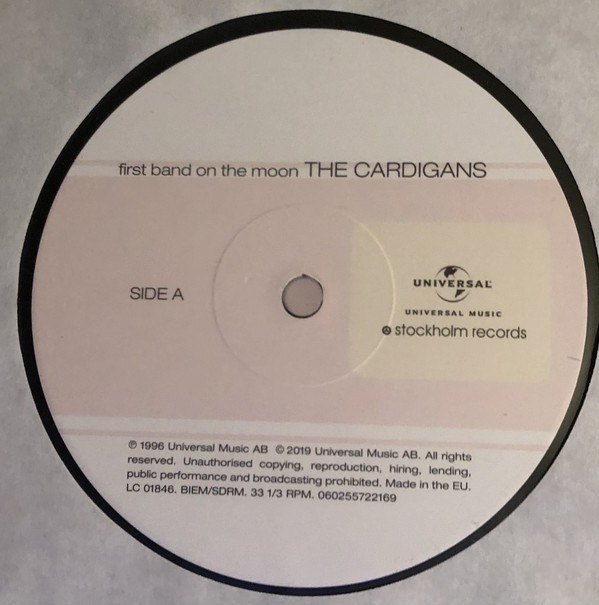 first band on the moon THE CARDIGANS
SIDE A
UNIVERSAL
UNIVERSAL MUSIC
stockholm records
℗ 1996 Universal Music AB © 2019 Universal Music AB. All rights
reserved. Unauthorised copying, reproduction, hiring, lending,
public performance and broadcasting prohibited. Made in the EU.
LC 01846. BIEM/SDRM. 33 1/3 RPM. 060255722169